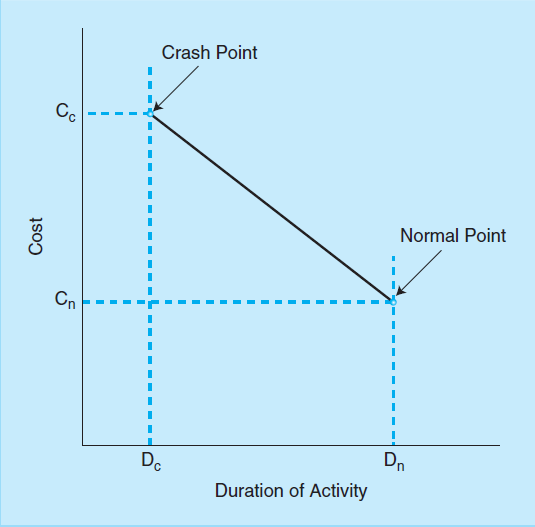 Crash Point
Cc
Cost
Normal Point
Cn
Dc
Dn
Duration of Activity